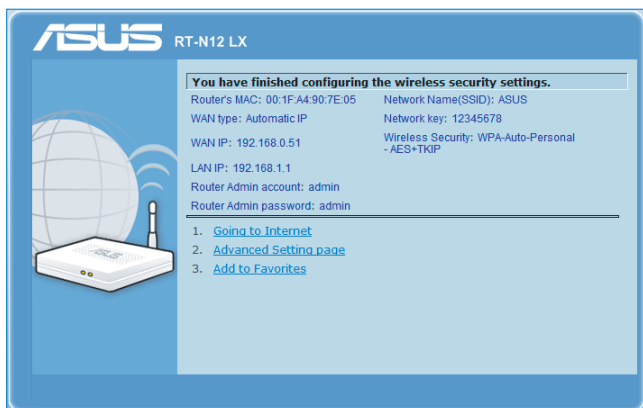 ASUS RT-N12 LX
You have finished configuring the wireless security settings.
Router's MAC: 00:1F:A4:90:7E:05
Network Name(SSID): ASUS
WAN type: Automatic IP
Network key: 12345678
WAN IP: 192.168.0.51
Wireless Security: WPA-Auto-Personal
- AES+TKIP
LAN IP: 192.168.1.1
Router Admin account: admin
Router Admin password: admin
1. Going to Internet
2. Advanced Setting page
3. Add to Favorites
ASUS